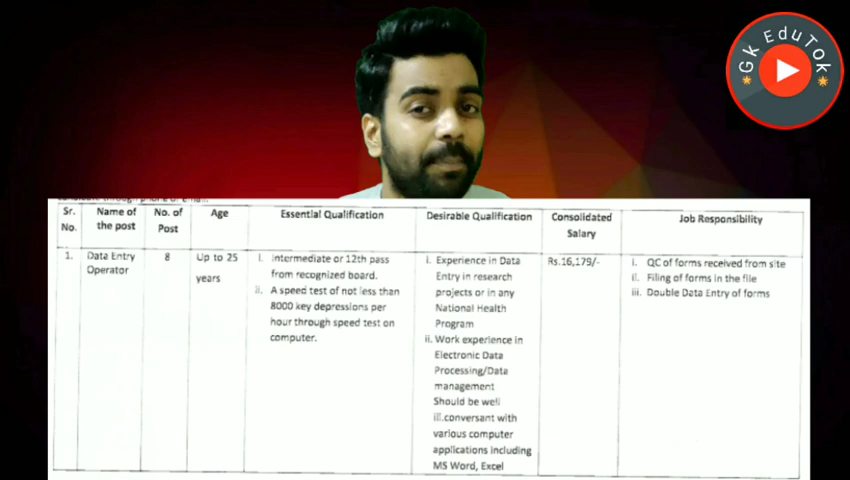 Gk EduTok
Sr. No.
Name of the post
No. of Post
Age
Essential Qualification
Desirable Qualification
Consolidated Salary
Job Responsibility
1.
Data Entry
Operator
8
Up to 25
years
i. Intermediate or 12th pass
from recognized board.
ii. A speed test of not less than
8000 key depressions per
hour through speed test on
computer.
i. Experience in Data
Entry in research
projects or in any
National Health
Program
ii. Work experience in
Electronic Data
Processing/Data
management
Should be well
iii.conversant with
various computer
applications including
MS Word, Excel
Rs.16,179/-
i. QC of forms received from site
ii. Filing of forms in the file
iii. Double Data Entry of forms